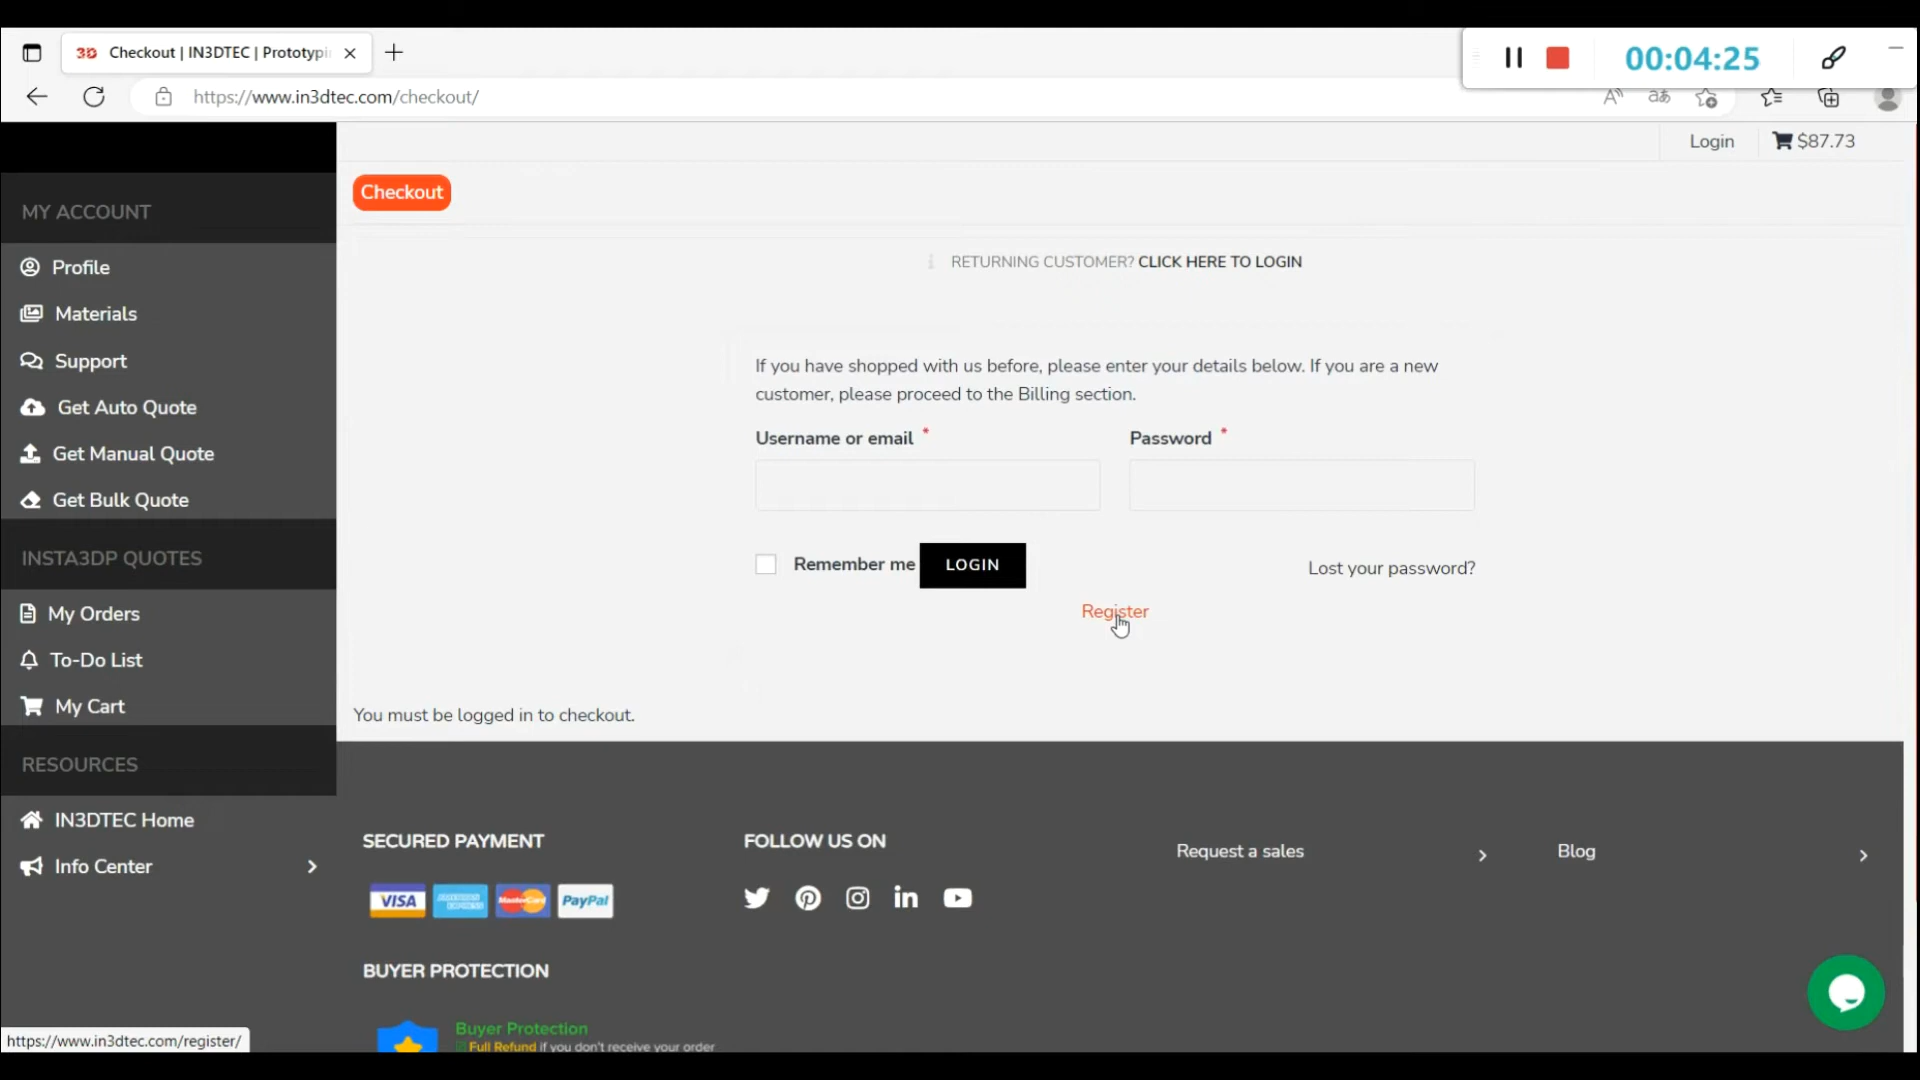 Checkout | IN3DTEC | Prototypi
00:04:25
https://www.in3dtec.com/checkout/
Login
$87.73
Checkout
MY ACCOUNT
Profile
Materials
Support
Get Auto Quote
Get Manual Quote
Get Bulk Quote
INSTA3DP QUOTES
My Orders
To-Do List
My Cart
RESOURCES
IN3DTEC Home
Info Center
RETURNING CUSTOMER? CLICK HERE TO LOGIN
If you have shopped with us before, please enter your details below. If you are a new
customer, please proceed to the Billing section.
Username or email *
Password *
Remember me
LOGIN
Lost your password?
Register
You must be logged in to checkout.
SECURED PAYMENT
VISA
AMERICAN EXPRESS
MasterCard
PayPal
FOLLOW US ON
Request a sales
Blog
BUYER PROTECTION
Buyer Protection
Full Refund if you don't receive your order
https://www.in3dtec.com/register/